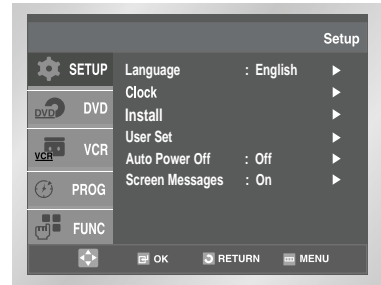 Setup
SETUP
Language : English ►
Clock ►
DVD DVD
Install ►
User Set ►
VCR VCR
Auto Power Off : Off ►
Screen Messages : On ►
PROG
FUNC
OK RETURN MENU